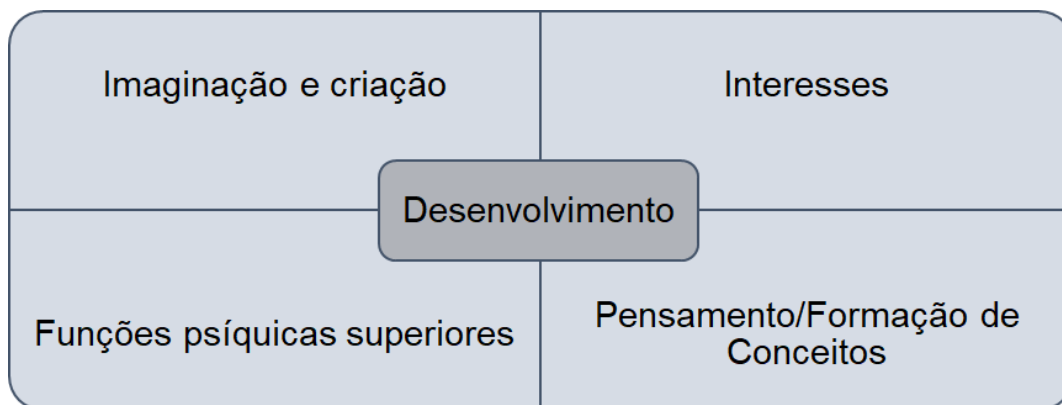 Imaginação e criação
Interesses
Desenvolvimento
Funções psíquicas superiores
Pensamento/Formação de
Conceitos